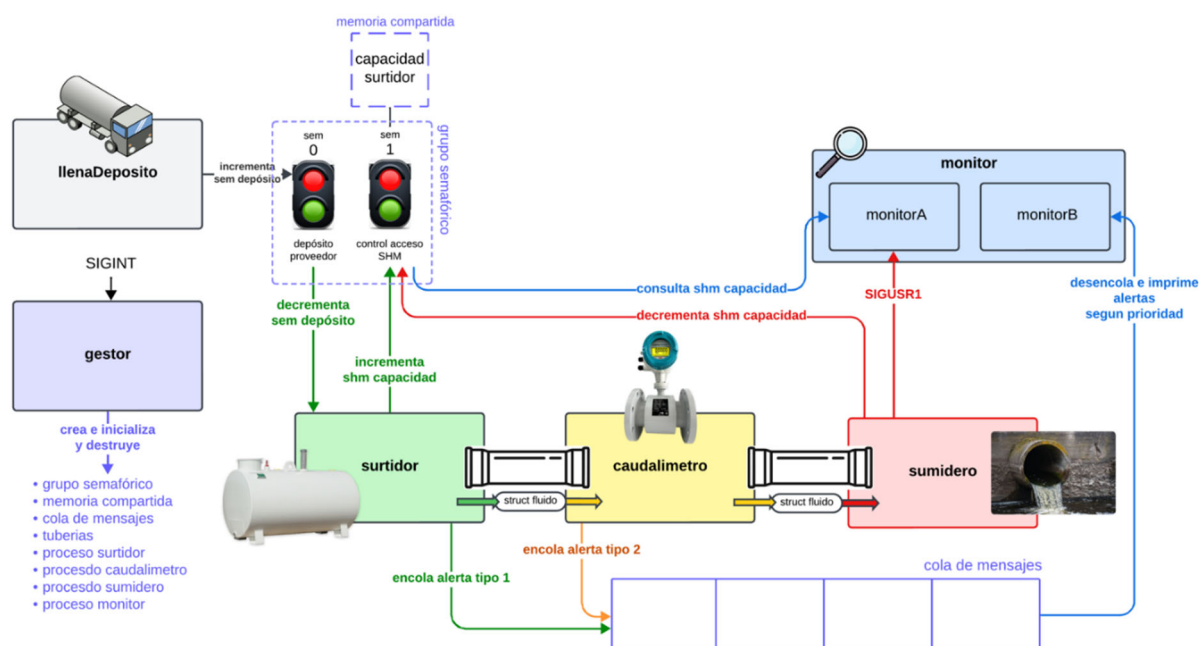 memoria compartida
capacidad
surtidor
grupo semafórico
sem
0
sem
1
depósito
proveedor
control acceso
SHM
llenaDeposito
incrementa
sem depósito
monitor
monitorA
monitorB
SIGINT
gestor
crea e inicializa
y destruye
• grupo semafórico
• memoria compartida
• cola de mensajes
• tuberias
• proceso surtidor
• procesdo caudalimetro
• procesdo sumidero
• proceso monitor
consulta shm capacidad
SIGUSR1
decrementa shm capacidad
desencola e imprime
alertas
segun prioridad
decrementa
sem depósito
incrementa
shm capacidad
surtidor
struct fluido
caudalimetro
struct fluido
sumidero
encola alerta tipo 2
encola alerta tipo 1
cola de mensajes